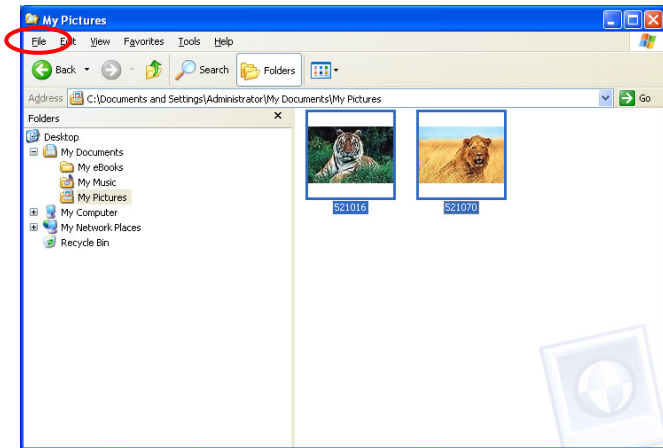 My Pictures
File Edit View Favorites Tools Help
Back Search Folders
Address C:\Documents and Settings\Administrator\My Documents\My Pictures Go
Folders
Desktop
My Documents
My eBooks
My Music
My Pictures
My Computer
My Network Places
Recycle Bin
521016 521070